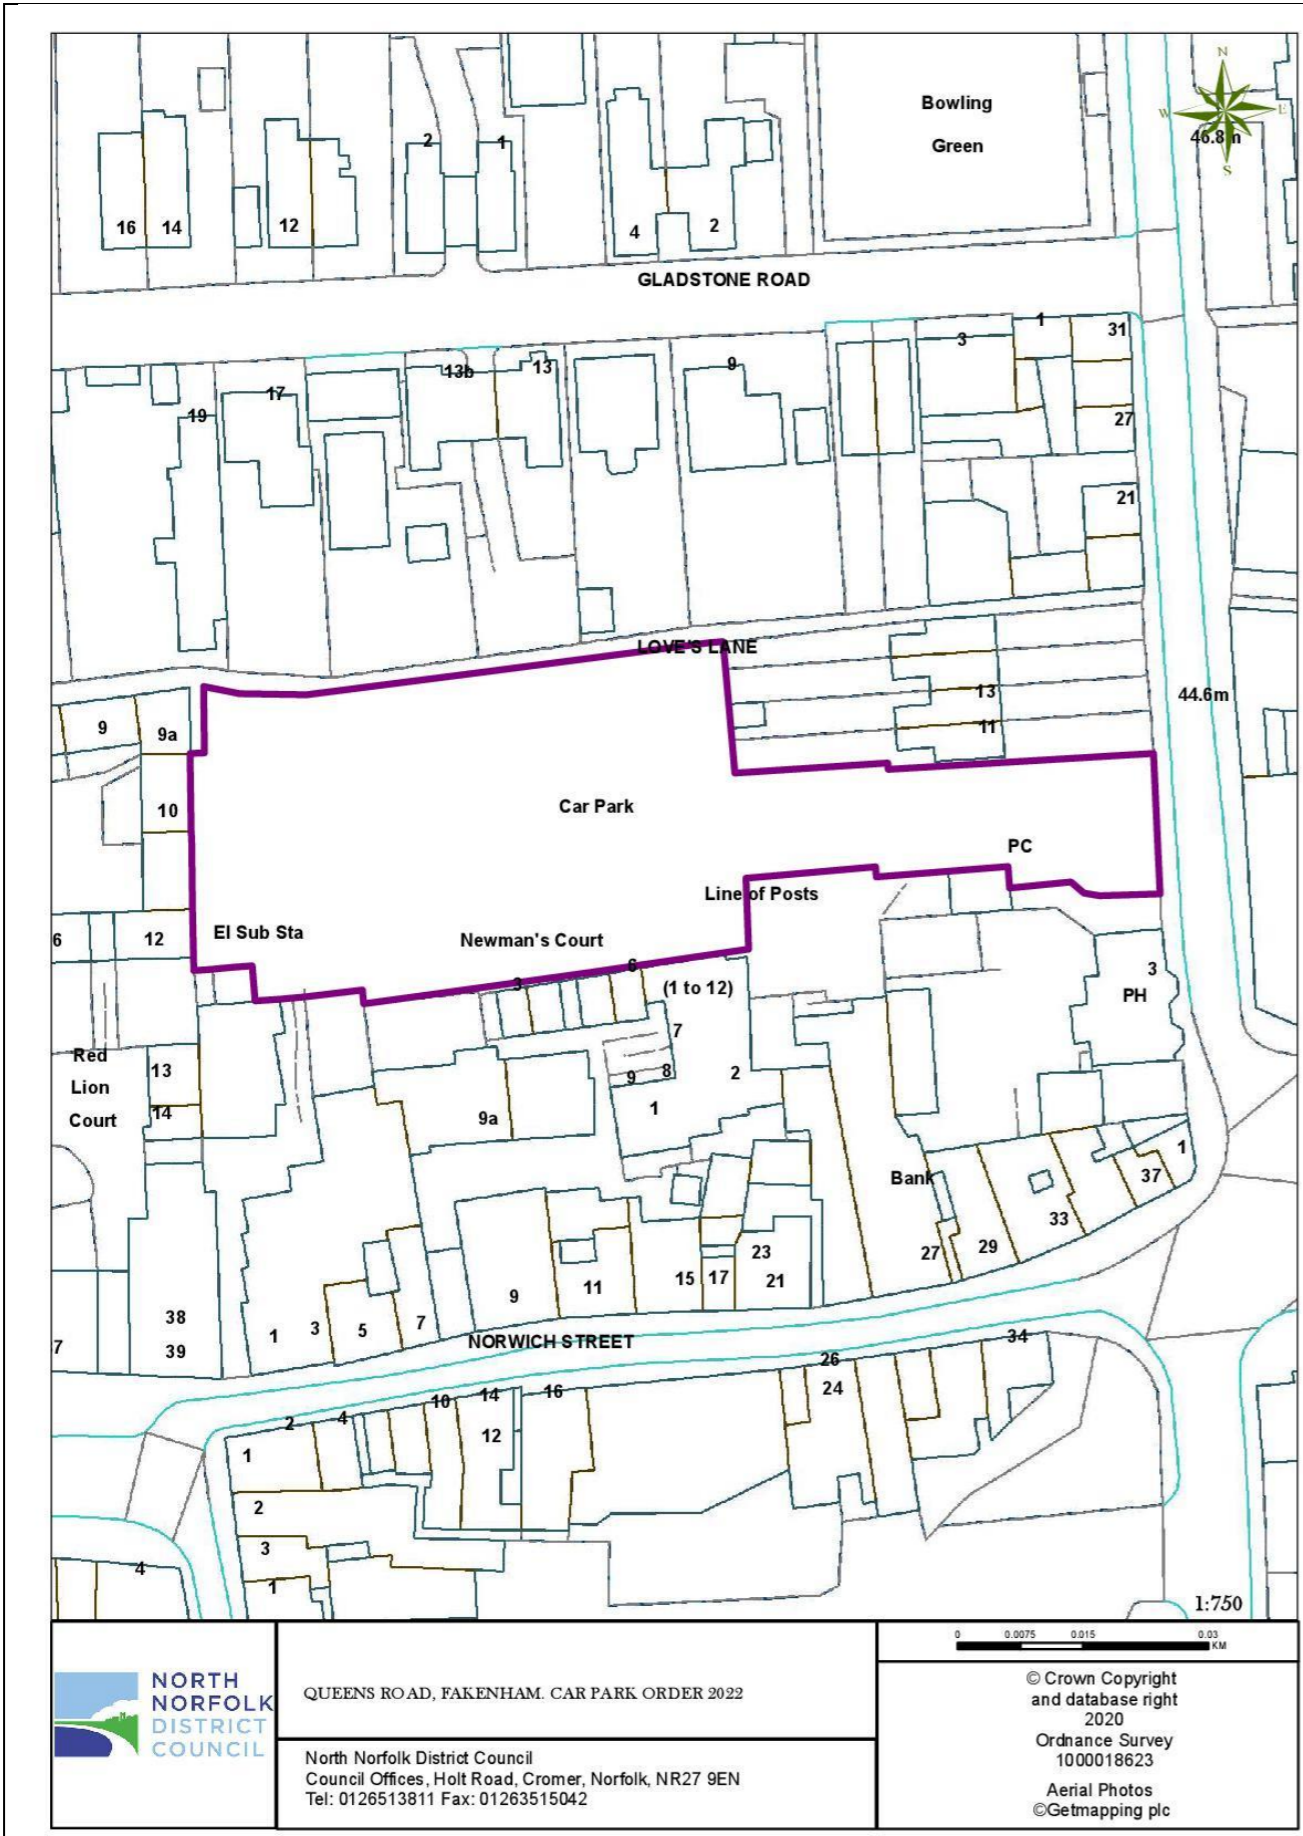 N
W
E
S
46.8m
Bowling
Green
2
1
16
14
12
4
2
GLADSTONE ROAD
1
31
3
13b
13
9
17
19
27
21
LOVE'S LANE
13
44.6m
11
9
9a
10
Car Park
PC
Line of Posts
El Sub Sta
Newman's Court
6
12
3
6
(1 to 12)
3
PH
7
Red
Lion
Court
13
14
9
8
2
9a
1
Bank
1
37
33
27
29
23
21
15
17
11
9
38
39
7
1
3
5
7
NORWICH STREET
34
26
24
16
14
10
12
4
2
1
2
3
1
4
1:750
NORTH
NORFOLK
DISTRICT
COUNCIL
QUEENS ROAD, FAKENHAM. CAR PARK ORDER 2022
North Norfolk District Council
Council Offices, Holt Road, Cromer, Norfolk, NR27 9EN
Tel: 0126513811 Fax: 01263515042
0 0.0075 0.015 0.03
KM
© Crown Copyright
and database right
2020
Ordnance Survey
1000018623
Aerial Photos
©Getmapping plc